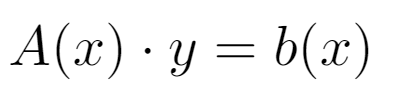 A(x) · y = b(x)